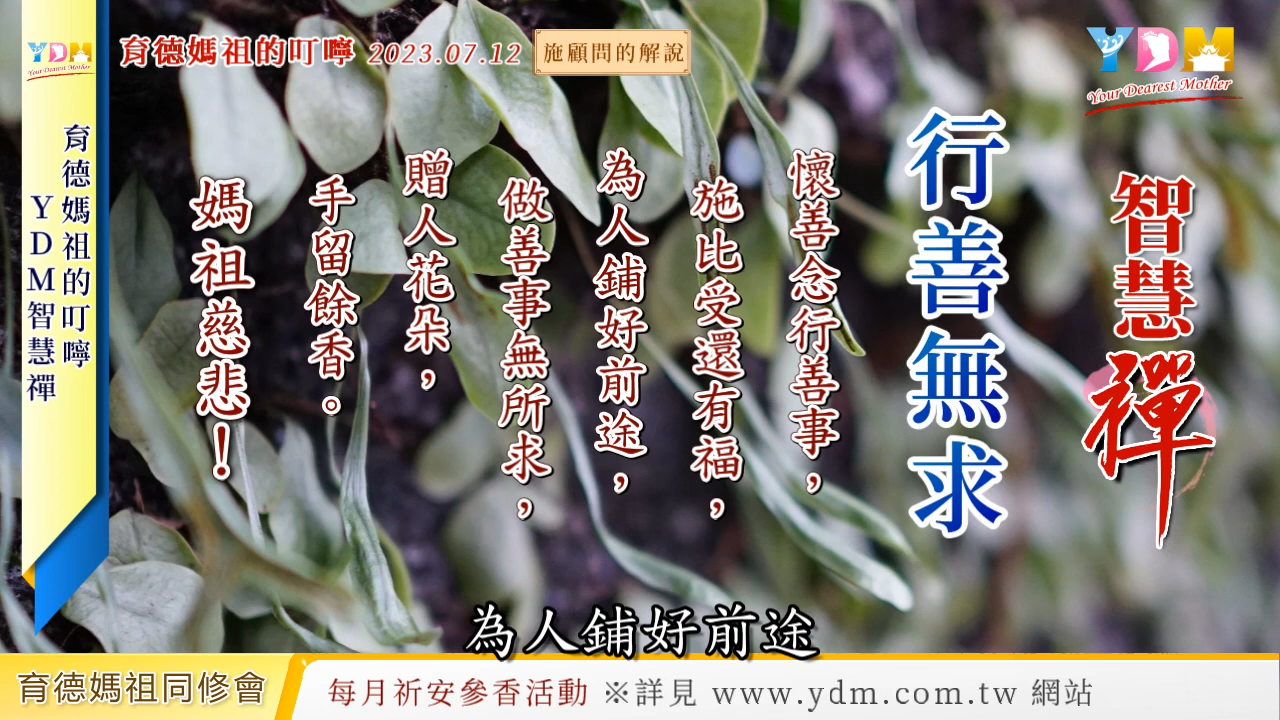 YDM
Your Dearest Mother
育德媽祖的叮嚀
YDM智慧禪
育德媽祖的叮嚀 2023.07.12
施顧問的解說
YDM
Your Dearest Mother
智慧禪
行善無求
懷善念行善事，
施比受還有福，
為人鋪好前途，
做善事無所求，
贈人花朵，
手留餘香。
媽祖慈悲！
為人鋪好前途
育德媽祖同修會
每月祈安參香活動 ※詳見 www.ydm.com.tw 網站